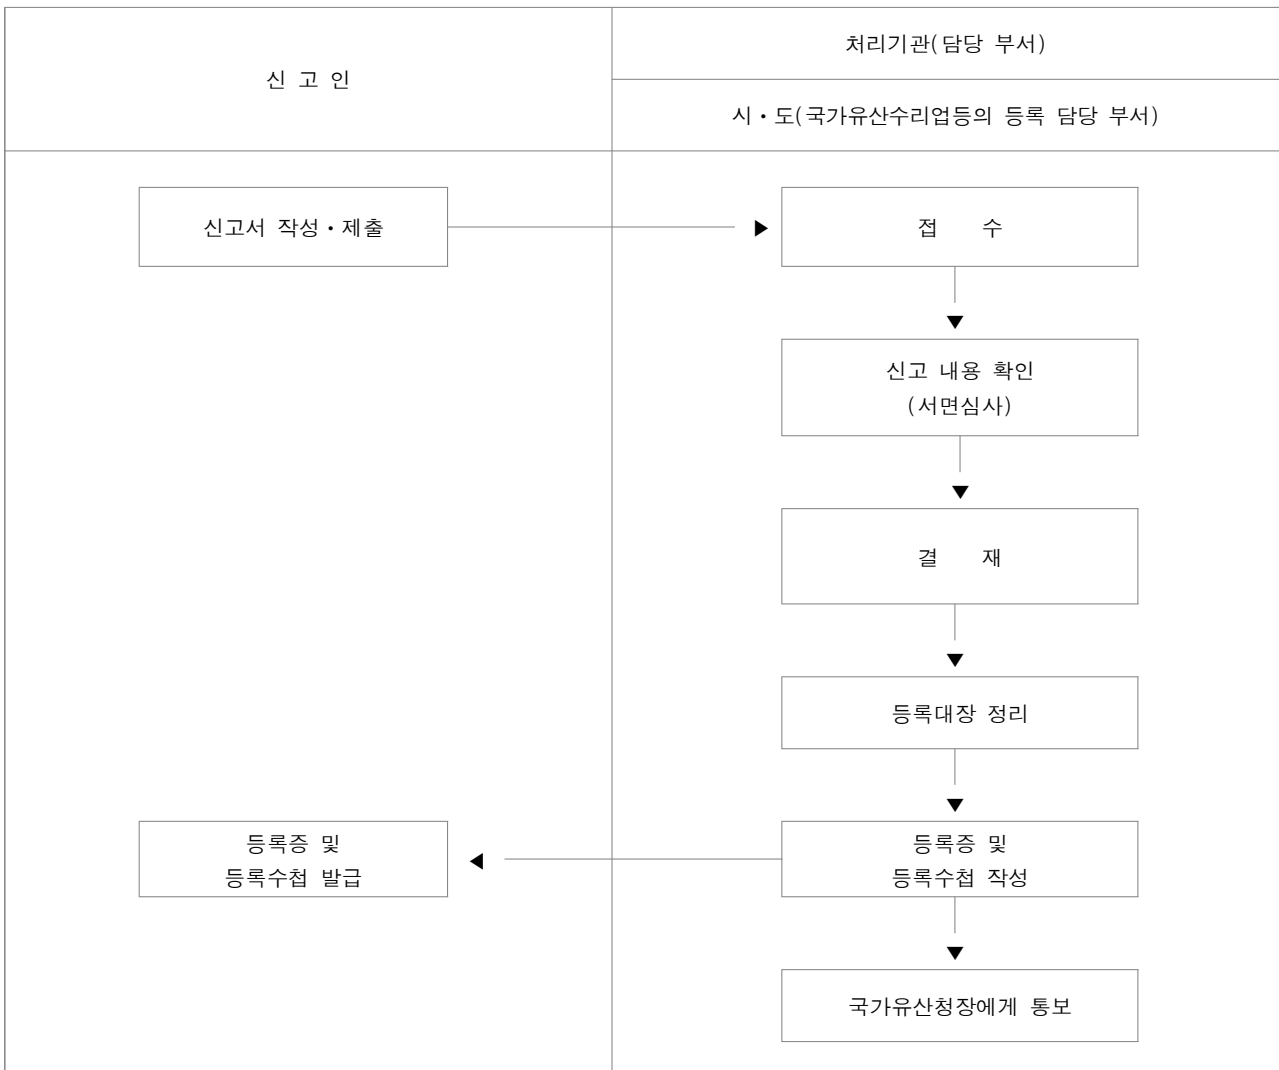 신 고 인
처리기관(담당 부서)
시・도(국가유산수리업등의 등록 담당 부서)
신고서 작성・제출
접 수
신고 내용 확인
(서면심사)
결 재
등록대장 정리
등록증 및
등록수첩 작성
등록증 및
등록수첩 발급
국가유산청장에게 통보